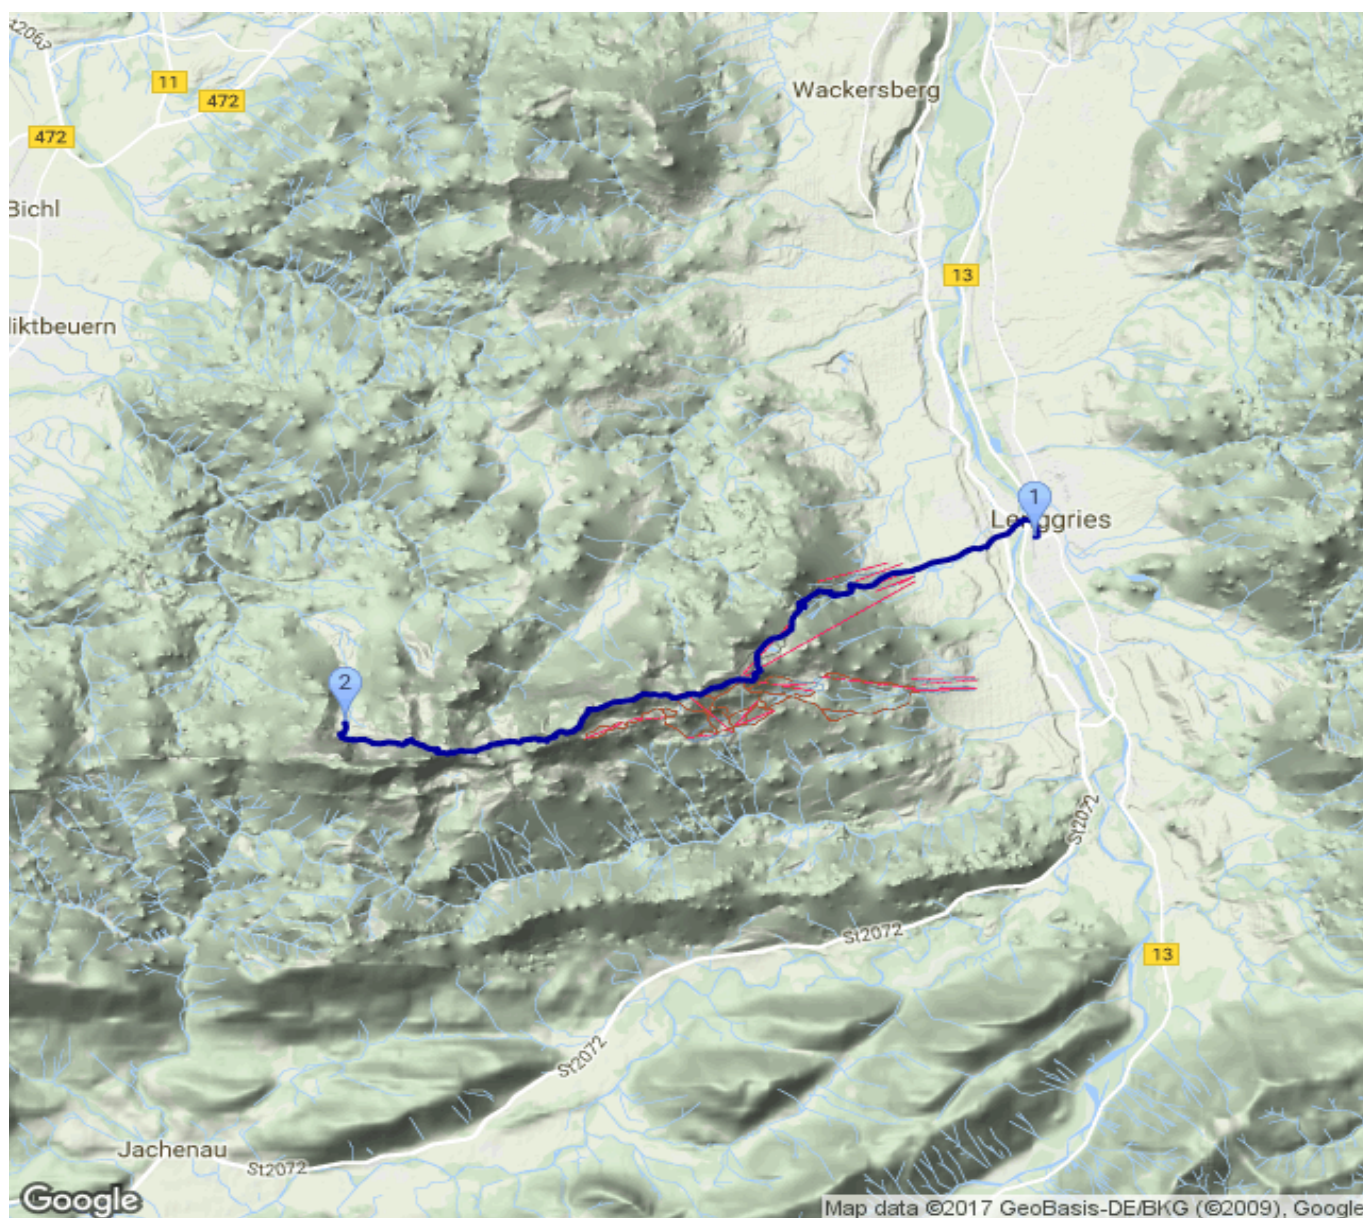 St2063
11
472
Wackersberg
472
Bichl
13
liktbeuern
1
Lenggries
2
St2072
St2072
13
St2072
Jachenau
St2072
Google
Map data ©2017 GeoBasis-DE/BKG (©2009), Google